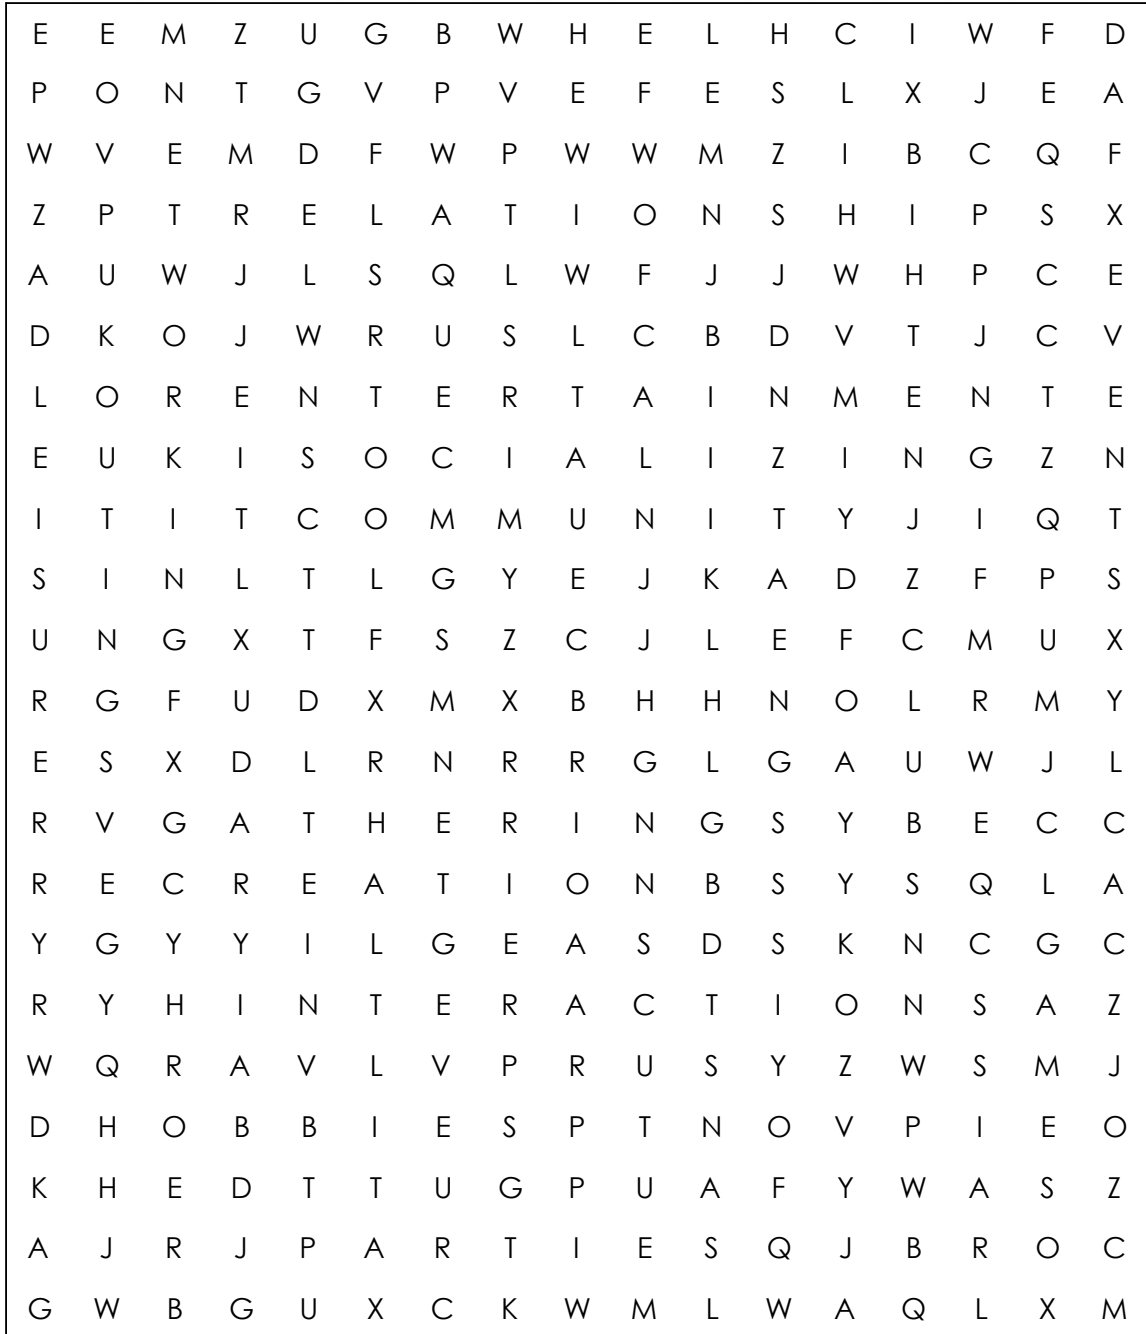 E E M Z U G B W H E L H C I W F D
P O N T G V P V E F E S L X J E A
W V E M D F W P W W M Z I B C Q F
Z P T R E L A T I O N S H I P S X
A U W J L S Q L W F J J W H P C E
D K O J W R U S L C B D V T J C V
L O R E N T E R T A I N M E N T E
E U K I S O C I A L I Z I N G Z N
I T I T C O M M U N I T Y J I Q T
S I N L T L G Y E J K A D Z F P S
U N G X T F S Z C J L E F C M U X
R G F U D X M X B H H N O L R M Y
E S X D L R N R R G L G A U W J L
R V G A T H E R I N G S Y B E C C
R E C R E A T I O N B S Y S Q L A
Y G Y Y I L G E A S D S K N C G C
R Y H I N T E R A C T I O N S A Z
W Q R A V L V P R U S Y Z W S M J
D H O B B I E S P T N O V P I E O
K H E D T T U G P U A F Y W A S Z
A J R J P A R T I E S Q J B R O C
G W B G U X C K W M L W A Q L X M